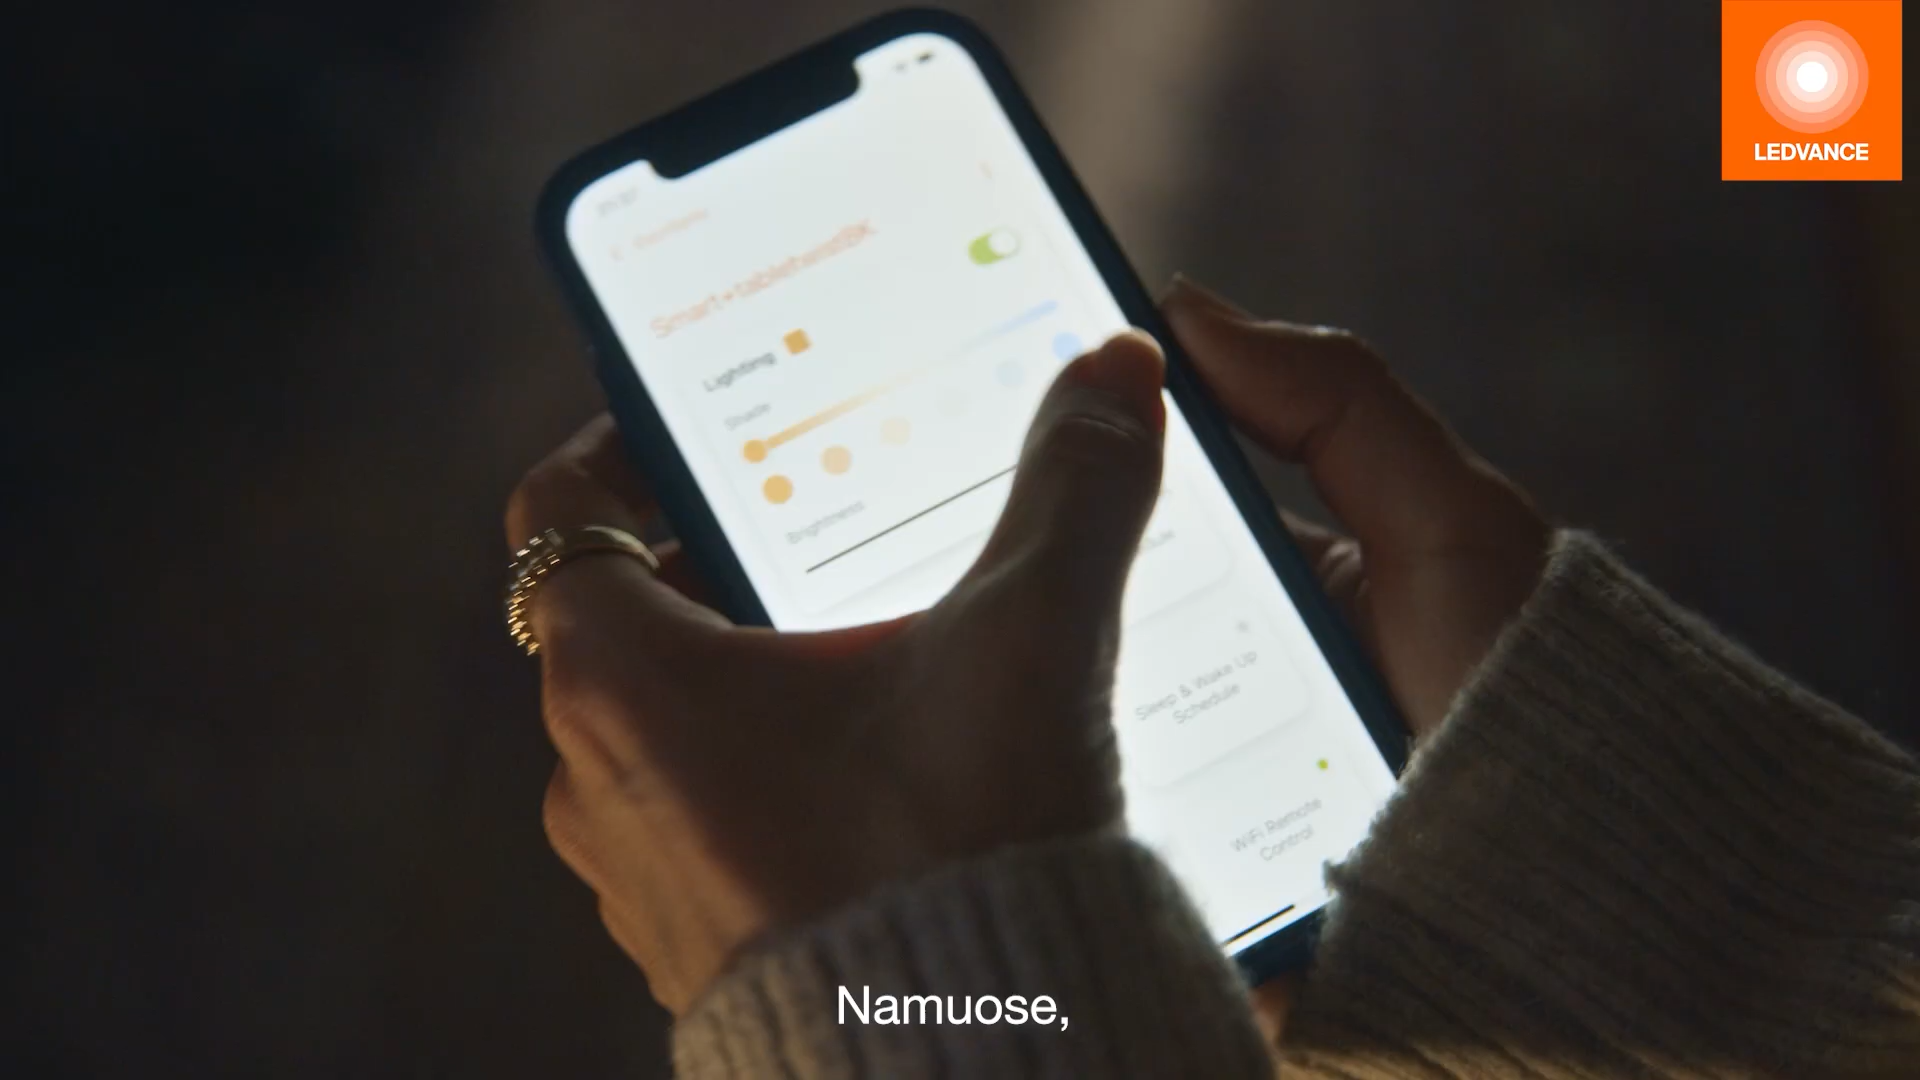 LEDVANCE
Lighting
Shade
Brightness
Sleep & Wake Up
Schedule
WiFi Remote
Control
Namuose,